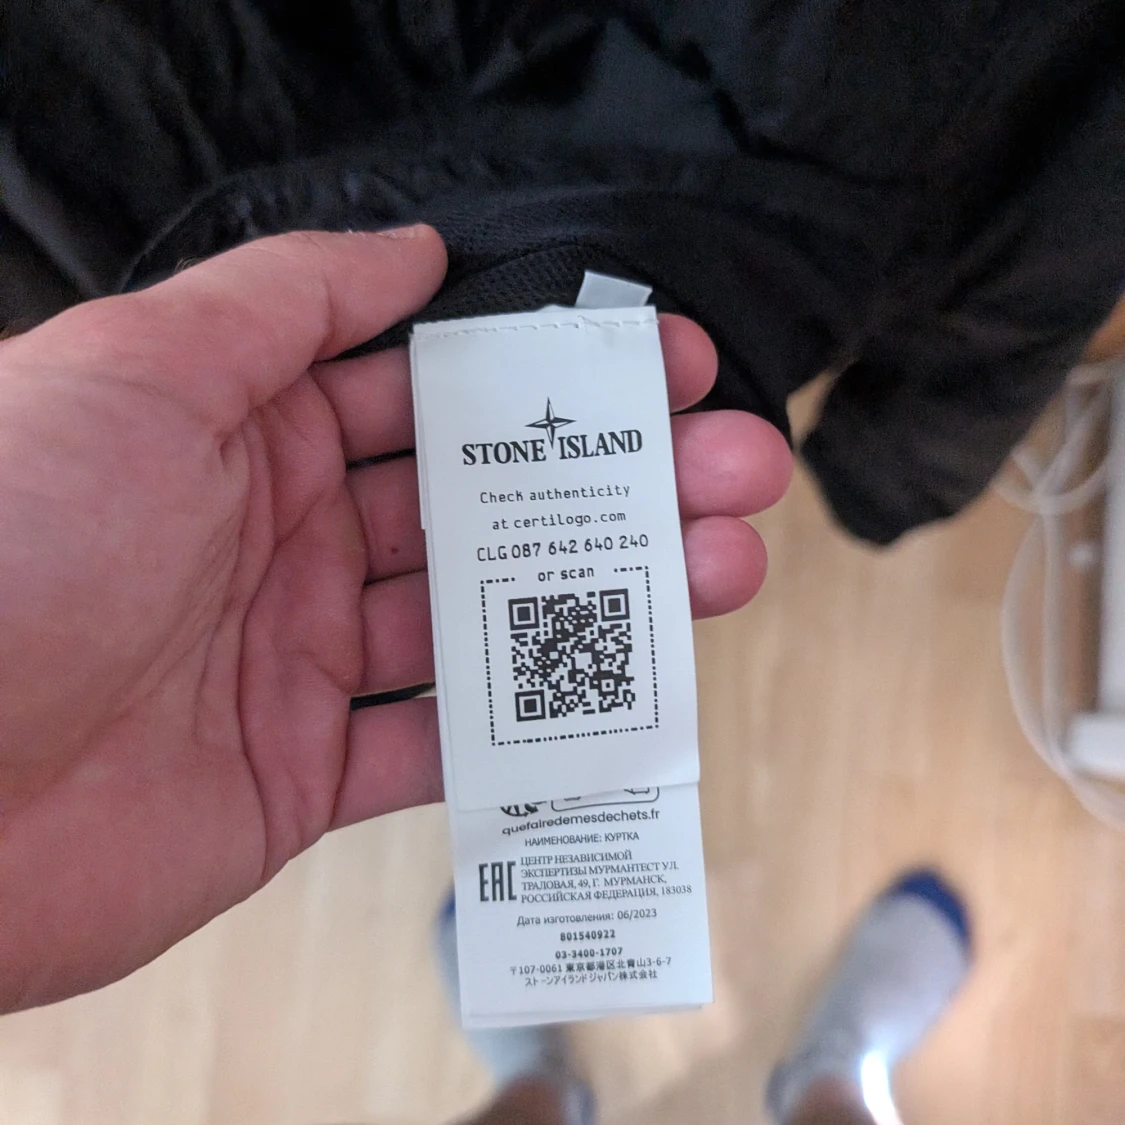 STONE ISLAND
Check authenticity
at certilogo.com
CLG 087 642 640 240
or scan
quefairedemesdechets.fr
НАИМЕНОВАНИЕ: КУРТКА
EAC
ЦЕНТР НЕЗАВИСИМОЙ
ЭКСПЕРТИЗЫ МУРМАНТЕСТ УЛ.
ТРАЛОВАЯ, 49, Г. МУРМАНСК,
РОССИЙСКАЯ ФЕДЕРАЦИЯ, 183038
Дата изготовления: 06/2023
801540922
03-3400-1707
〒107-0061 東京都港区北青山3-6-7
ストーンアイランドジャパン株式会社